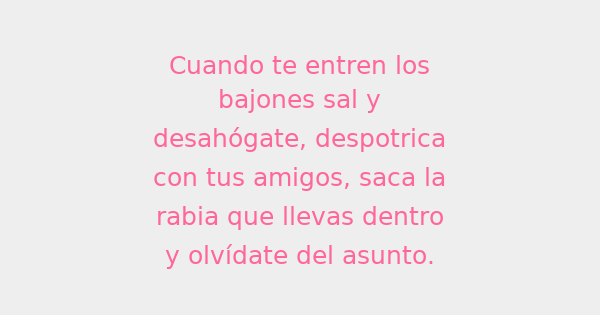 Cuando te entren los
bajones sal y
desahógate, despotrica
con tus amigos, saca la
rabia que llevas dentro
y olvídate del asunto.